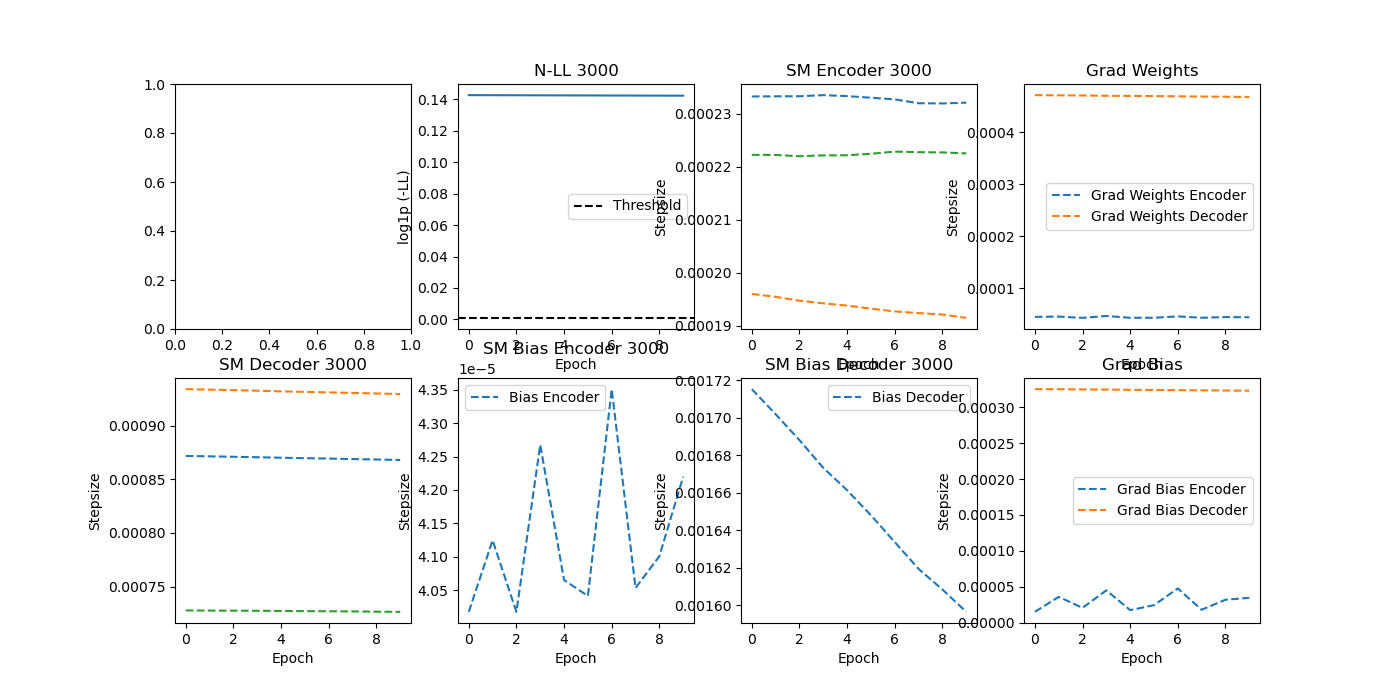 1.0
0.8
0.6
0.4
0.2
0.0
0.0 0.2 0.4 0.6 0.8 1.0
N-LL 3000
log1p (-LL)
0.14
0.12
0.10
0.08
0.06
0.04
0.02
0.00
Threshold
0 2 4 6 8
Epoch
SM Encoder 3000
Stepsize
0.00023
0.00022
0.00021
0.00020
0.00019
0 2 4 6 8
Epoch
Grad Weights
Stepsize
0.0004
0.0003
0.0002
0.0001
Grad Weights Encoder
Grad Weights Decoder
0 2 4 6 8
Epoch
SM Decoder 3000
Stepsize
0.00090
0.00085
0.00080
0.00075
0 2 4 6 8
Epoch
SM Bias Encoder 3000
1e−5
Stepsize
4.35
4.30
4.25
4.20
4.15
4.10
4.05
Bias Encoder
0 2 4 6 8
Epoch
SM Bias Decoder 3000
Stepsize
0.00172
0.00170
0.00168
0.00166
0.00164
0.00162
0.00160
Bias Decoder
0 2 4 6 8
Epoch
Grad Bias
Stepsize
0.00030
0.00025
0.00020
0.00015
0.00010
0.00005
0.00000
Grad Bias Encoder
Grad Bias Decoder
0 2 4 6 8
Epoch